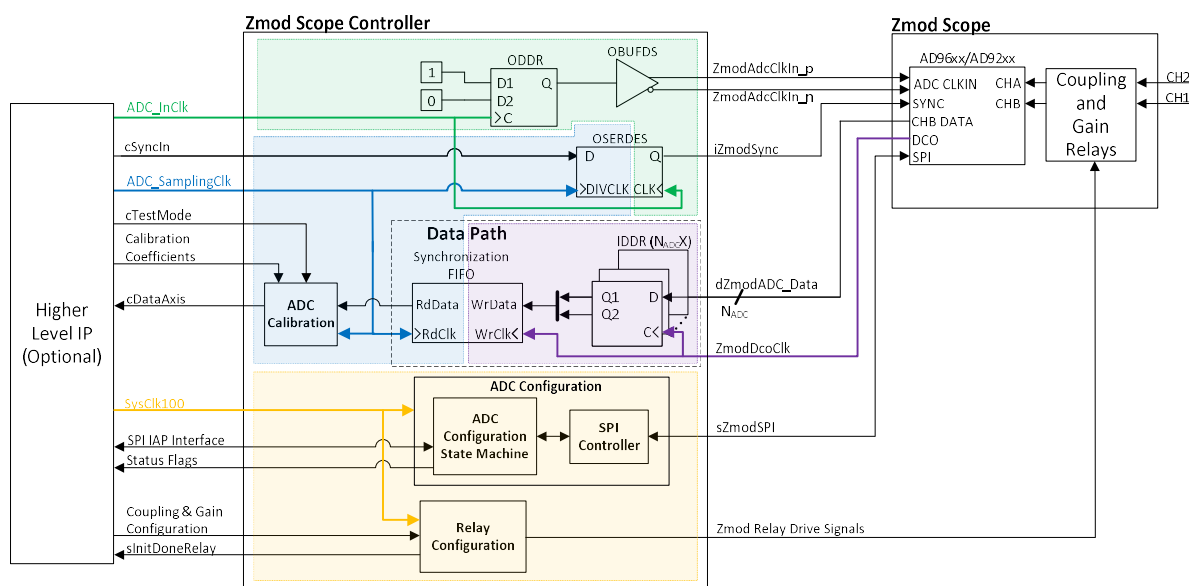 Zmod Scope Controller
Zmod Scope
ODDR
OBUFDS
AD96xx/AD92xx
1
D1
Q
0
D2
>C
ZmodAdcClkIn_p
ZmodAdcClkIn_n
ADC CLKIN
CHA
SYNC
CHB
CHB DATA
DCO
SPI
Coupling
and
Gain
Relays
CH2
CH1
ADC_InClk
cSyncIn
OSERDES
D
Q
>DIVCLK
CLK<
iZmodSync
ADC_SamplingClk
cTestMode
Calibration
Coefficients
cDataAxis
Higher
Level IP
(Optional)
Data Path
Synchronization
FIFO
RdData
WrData
>RdClk
WrClk<
IDDR (NADCX)
Q1
D
Q2
C<
dZmodADC_Data
NADC
ZmodDcoClk
ADC
Calibration
SysClk100
SPI IAP Interface
Status Flags
ADC Configuration
ADC
Configuration
State Machine
SPI
Controller
sZmodSPI
Coupling & Gain
Configuration
sInitDoneRelay
Relay
Configuration
Zmod Relay Drive Signals